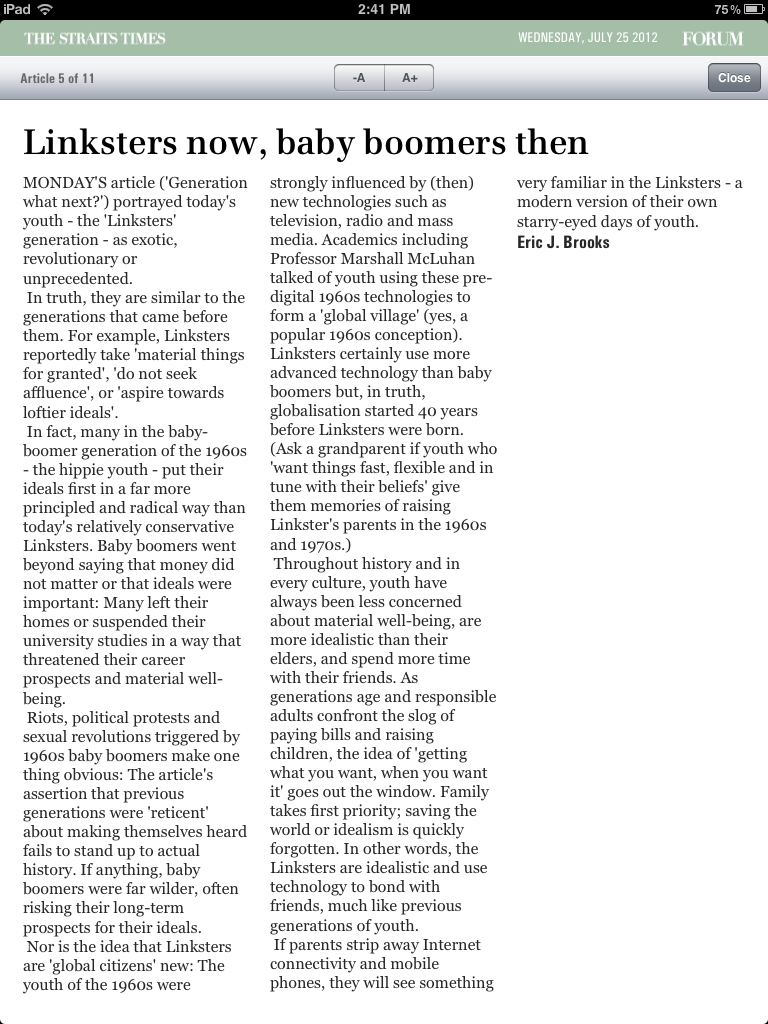 iPad
2:41 PM
75%
THE STRAITS TIMES
WEDNESDAY, JULY 25 2012
FORUM
Article 5 of 11
-A
A+
Close
Linksters now, baby boomers then
MONDAY'S article ('Generation
what next?') portrayed today's
youth - the 'Linksters'
generation - as exotic,
revolutionary or
unprecedented.
In truth, they are similar to the
generations that came before
them. For example, Linksters
reportedly take 'material things
for granted', 'do not seek
affluence', or 'aspire towards
loftier ideals'.
In fact, many in the baby-
boomer generation of the 1960s
- the hippie youth - put their
ideals first in a far more
principled and radical way than
today's relatively conservative
Linksters. Baby boomers went
beyond saying that money did
not matter or that ideals were
important: Many left their
homes or suspended their
university studies in a way that
threatened their career
prospects and material well-
being.
Riots, political protests and
sexual revolutions triggered by
1960s baby boomers make one
thing obvious: The article's
assertion that previous
generations were 'reticent'
about making themselves heard
fails to stand up to actual
history. If anything, baby
boomers were far wilder, often
risking their long-term
prospects for their ideals.
Nor is the idea that Linksters
are 'global citizens' new: The
youth of the 1960s were
strongly influenced by (then)
new technologies such as
television, radio and mass
media. Academics including
Professor Marshall McLuhan
talked of youth using these pre-
digital 1960s technologies to
form a 'global village' (yes, a
popular 1960s conception).
Linksters certainly use more
advanced technology than baby
boomers but, in truth,
globalisation started 40 years
before Linksters were born.
(Ask a grandparent if youth who
'want things fast, flexible and in
tune with their beliefs' give
them memories of raising
Linkster's parents in the 1960s
and 1970s.)
Throughout history and in
every culture, youth have
always been less concerned
about material well-being, are
more idealistic than their
elders, and spend more time
with their friends. As
generations age and responsible
adults confront the slog of
paying bills and raising
children, the idea of 'getting
what you want, when you want
it' goes out the window. Family
takes first priority; saving the
world or idealism is quickly
forgotten. In other words, the
Linksters are idealistic and use
technology to bond with
friends, much like previous
generations of youth.
If parents strip away Internet
connectivity and mobile
phones, they will see something
very familiar in the Linksters - a
modern version of their own
starry-eyed days of youth.
Eric J. Brooks